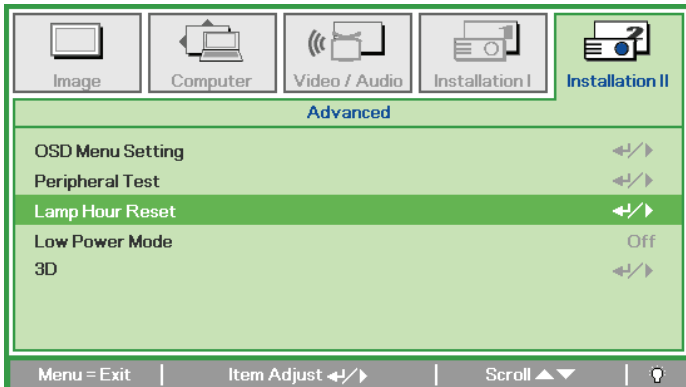 Image Computer Video / Audio Installation I Installation II
Advanced
OSD Menu Setting
Peripheral Test
Lamp Hour Reset
Low Power Mode Off
3D
Menu = Exit Item Adjust Scroll